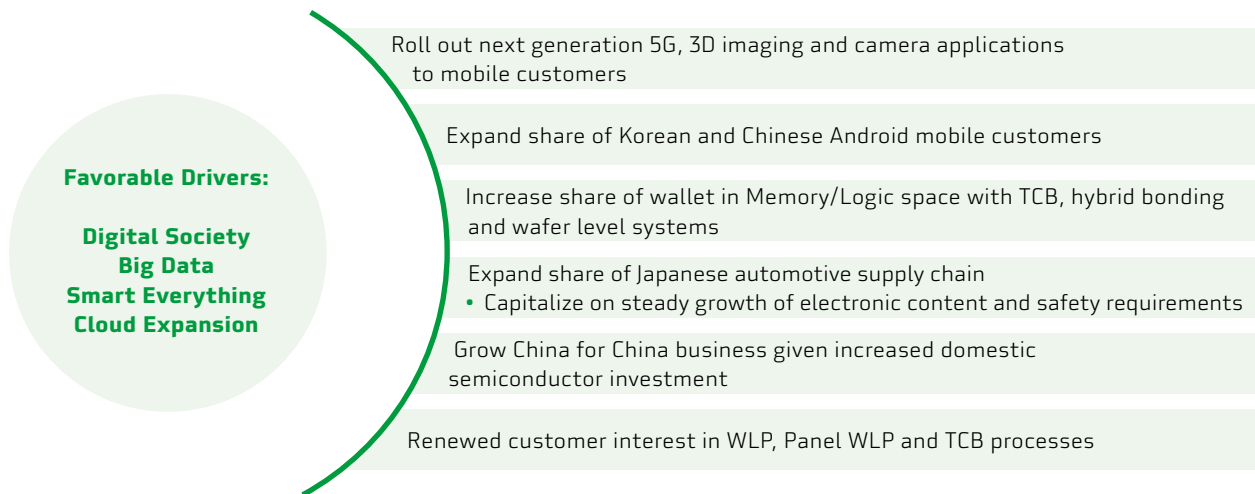 Favorable Drivers:
Digital Society
Big Data
Smart Everything
Cloud Expansion
Roll out next generation 5G, 3D imaging and camera applications
to mobile customers
Expand share of Korean and Chinese Android mobile customers
Increase share of wallet in Memory/Logic space with TCB, hybrid bonding
and wafer level systems
Expand share of Japanese automotive supply chain
• Capitalize on steady growth of electronic content and safety requirements
Grow China for China business given increased domestic
semiconductor investment
Renewed customer interest in WLP, Panel WLP and TCB processes